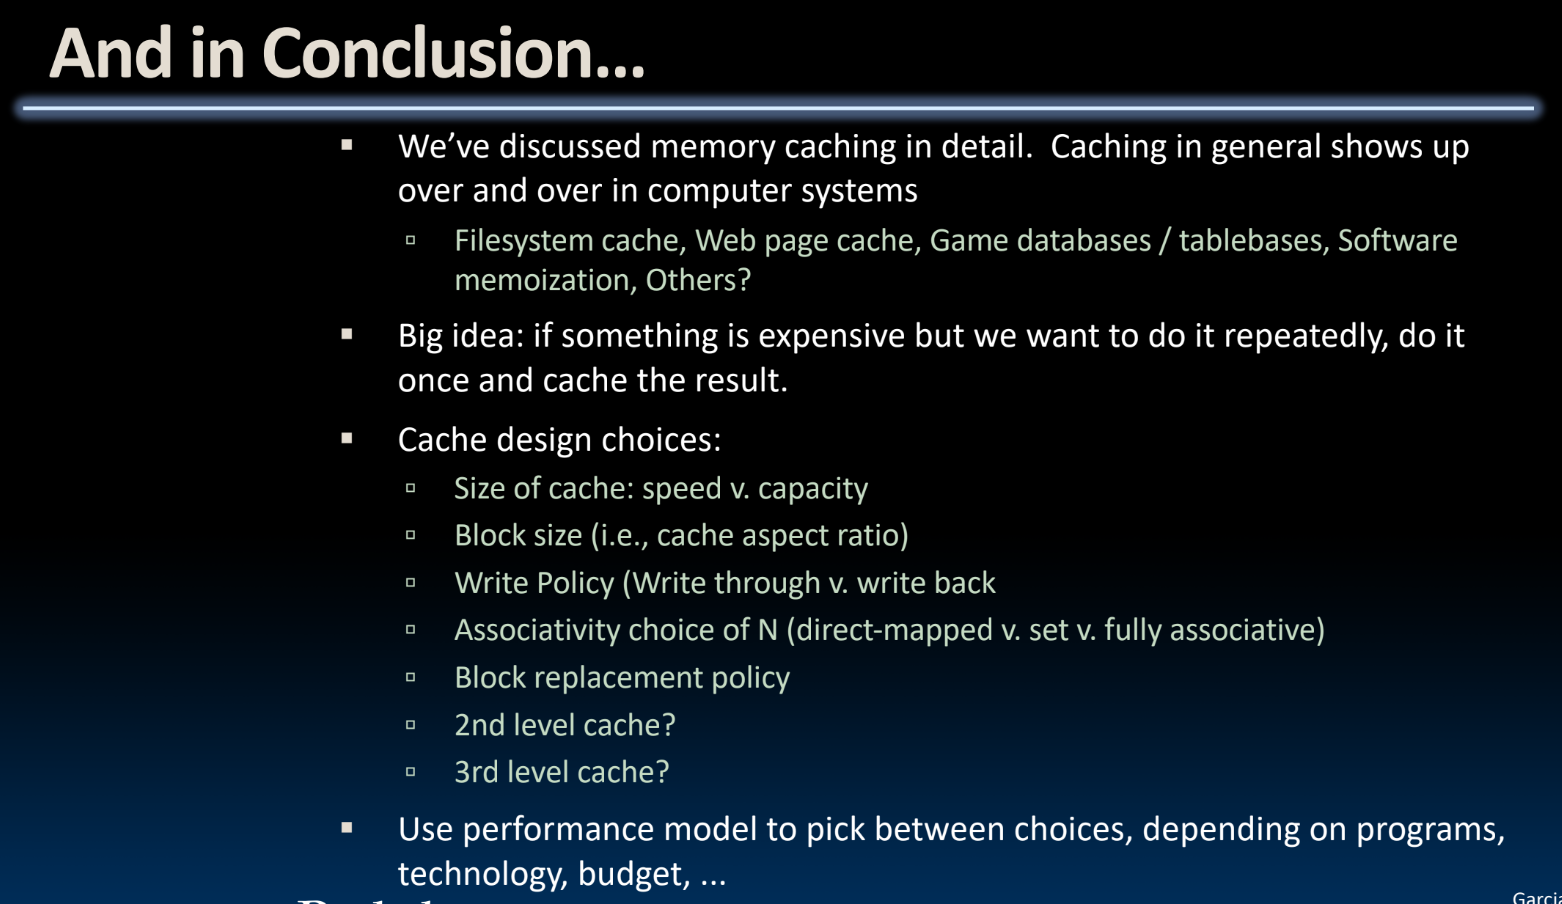 And in Conclusion...
We’ve discussed memory caching in detail.  Caching in general shows up
over and over in computer systems
Filesystem cache, Web page cache, Game databases / tablebases, Software
memoization, Others?
Big idea: if something is expensive but we want to do it repeatedly, do it
once and cache the result.
Cache design choices:
Size of cache: speed v. capacity
Block size (i.e., cache aspect ratio)
Write Policy (Write through v. write back
Associativity choice of N (direct-mapped v. set v. fully associative)
Block replacement policy
2nd level cache?
3rd level cache?
Use performance model to pick between choices, depending on programs,
technology, budget, ...